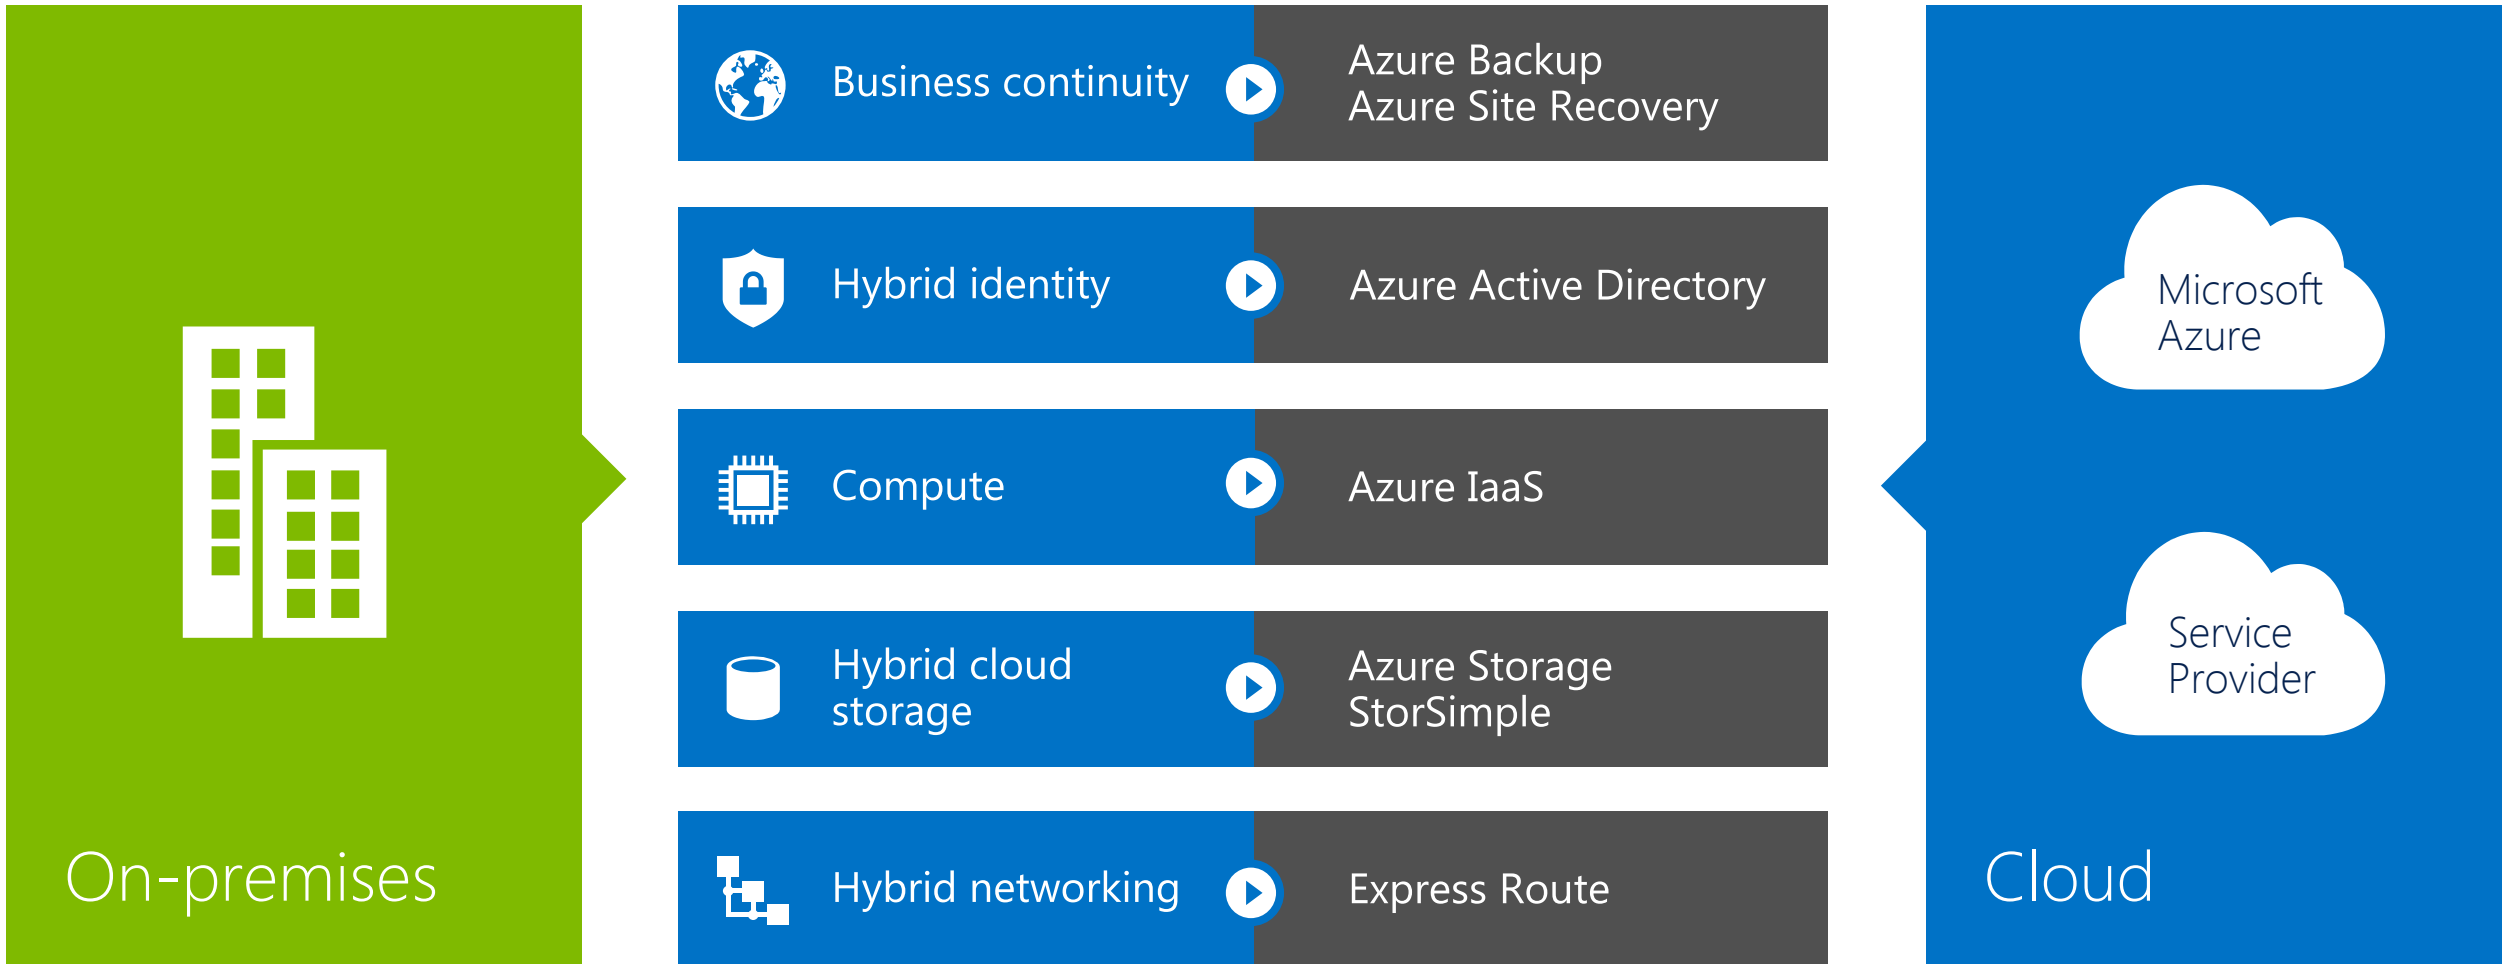 On-premises
Business continuity
Azure Backup
Azure Site Recovery
Hybrid identity
Azure Active Directory
Compute
Azure IaaS
Hybrid cloud
storage
Azure Storage
StorSimple
Hybrid networking
Express Route
Microsoft
Azure
Service
Provider
Cloud